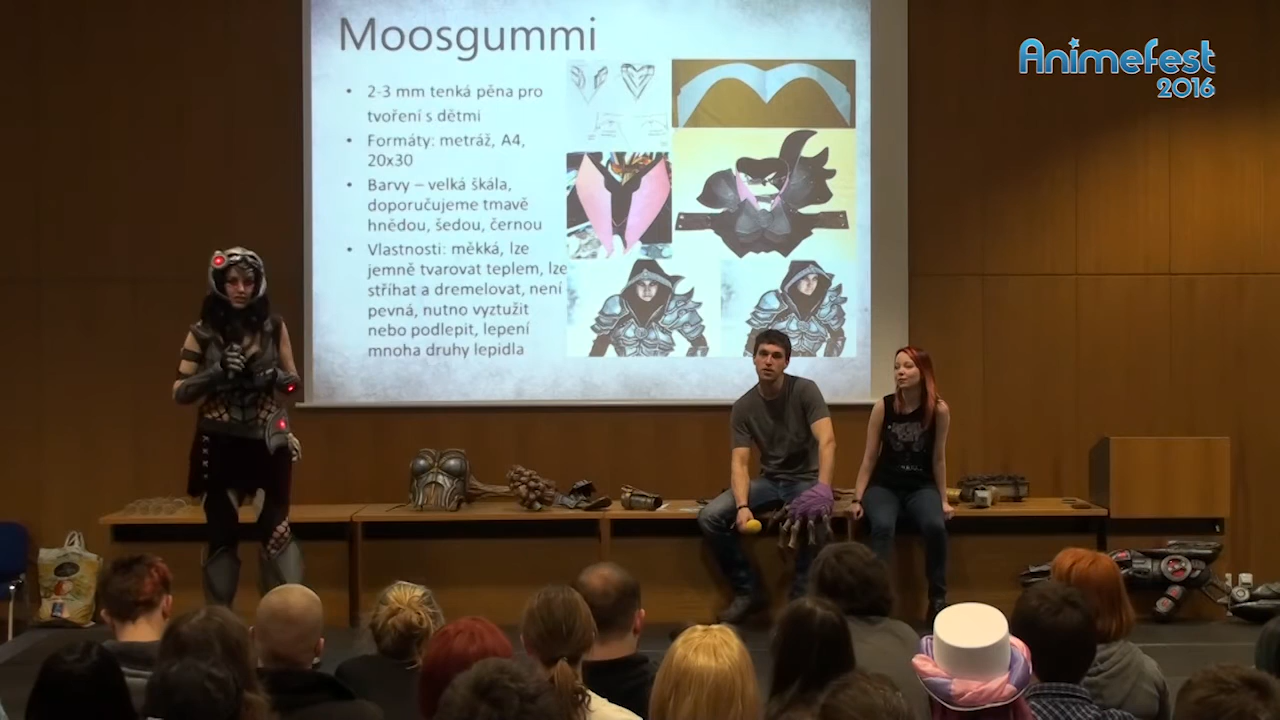 Moosgummi
AnimeFest
2016
• 2-3 mm tenká pěna pro
tvoření s dětmi
• Formáty: metráž, A4,
20x30
• Barvy – velká škála,
doporučujeme tmavě
hnědou, šedou, černou
• Vlastnosti: měkká, lze
jemně tvarovat teplem, lze
stříhat a dremelovat, není
pevná, nutno vyztužit
nebo podlepit, lepení
mnoha druhy lepidla